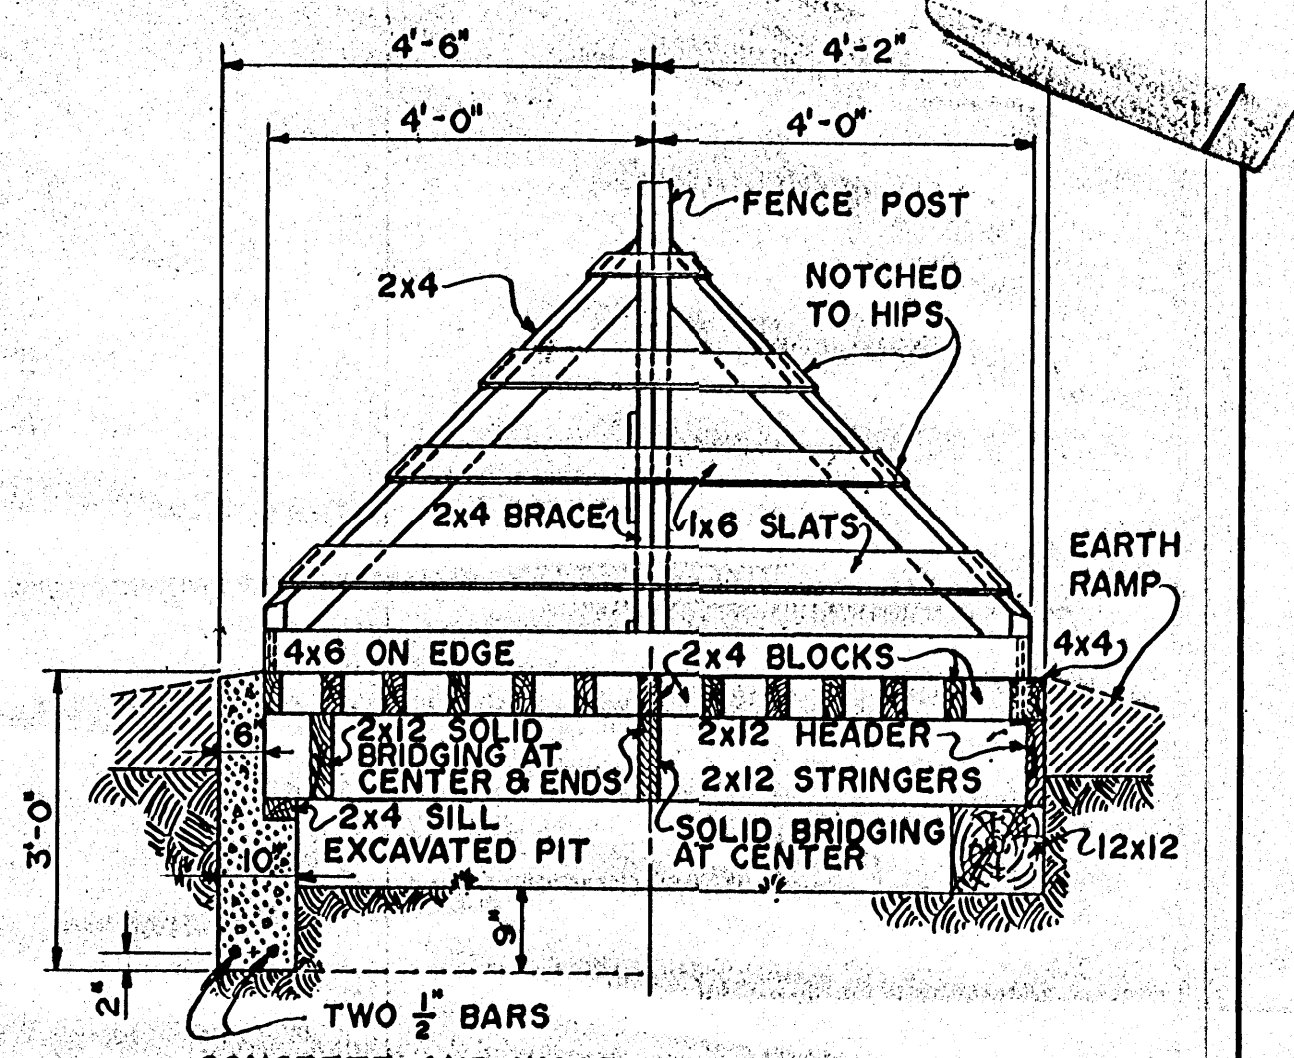 4'-6"
4'-2"
4'-0"
4'-0"
FENCE POST
2x4
NOTCHED
TO HIPS
2x4 BRACE
1x6 SLATS
EARTH
RAMP
4x6 ON EDGE
2x4 BLOCKS
4x4
6"
2x12 SOLID
BRIDGING AT
CENTER & ENDS
2x12 HEADER
2x12 STRINGERS
3'-0"
2x4 SILL
EXCAVATED PIT
SOLID BRIDGING
AT CENTER
12x12
10"
9"
2"
TWO 1/2" BARS